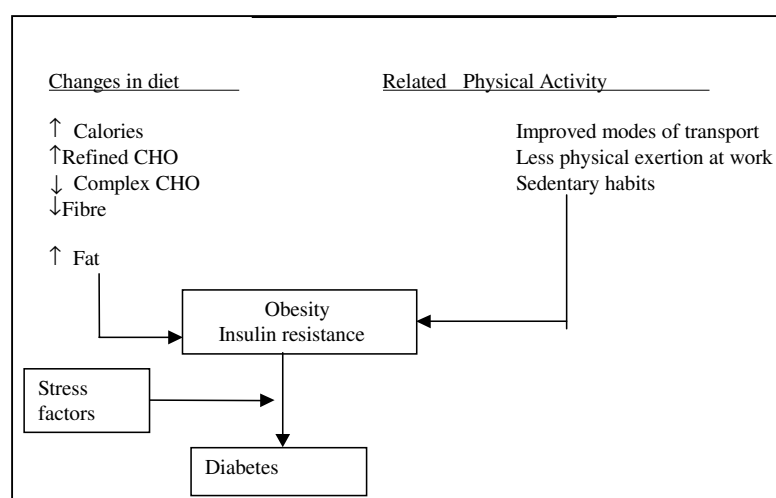 Changes in diet
Related Physical Activity
↑ Calories
↑Refined CHO
↓ Complex CHO
↓Fibre
↑ Fat
Improved modes of transport
Less physical exertion at work
Sedentary habits
Obesity
Insulin resistance
Stress
factors
Diabetes